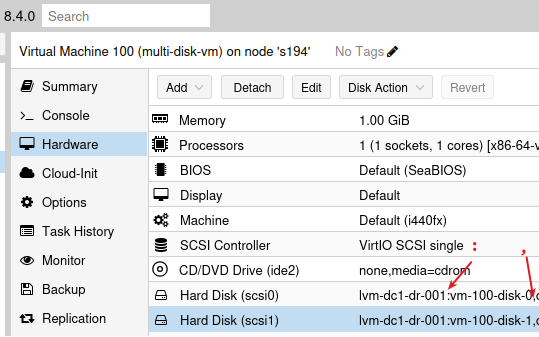 8.4.0 Search
Virtual Machine 100 (multi-disk-vm) on node 's194' No Tags
Summary
Console
Hardware
Cloud-Init
Options
Task History
Monitor
Backup
Replication
Add Detach Edit Disk Action Revert
Memory 1.00 GiB
Processors 1 (1 sockets, 1 cores) [x86-64-v
BIOS Default (SeaBIOS)
Display Default
Machine Default (i440fx)
SCSI Controller VirtIO SCSI single : ,
CD/DVD Drive (ide2) none,media=cdrom
Hard Disk (scsi0) lvm-dc1-dr-001:vm-100-disk-0,
Hard Disk (scsi1) lvm-dc1-dr-001:vm-100-disk-1,